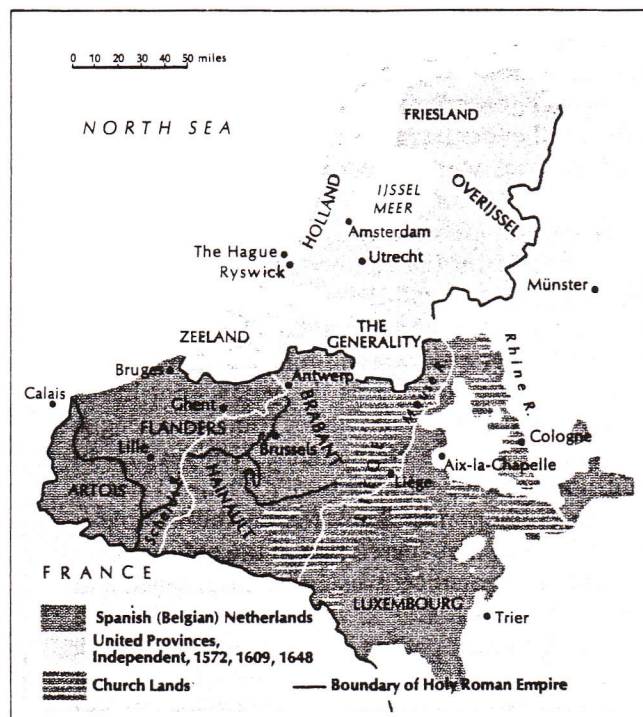 0 10 20 30 40 50 miles
NORTH SEA
FRIESLAND
HOLLAND
IJSSEL
MEER
OVERIJSSEL
Amsterdam
The Hague
Utrecht
Ryswick
Münster
ZEELAND
THE
GENERALITY
Rhine R.
Bruges
Antwerp
Calais
Ghent
BRABANT
Meuse R.
FLANDERS
Cologne
Lille
Brussels
Aix-la-Chapelle
HAINAULT
Liège
ARTOIS
FRANCE
LUXEMBOURG
Trier
Spanish (Belgian) Netherlands
United Provinces,
Independent, 1572, 1609, 1648
Church Lands
Boundary of Holy Roman Empire